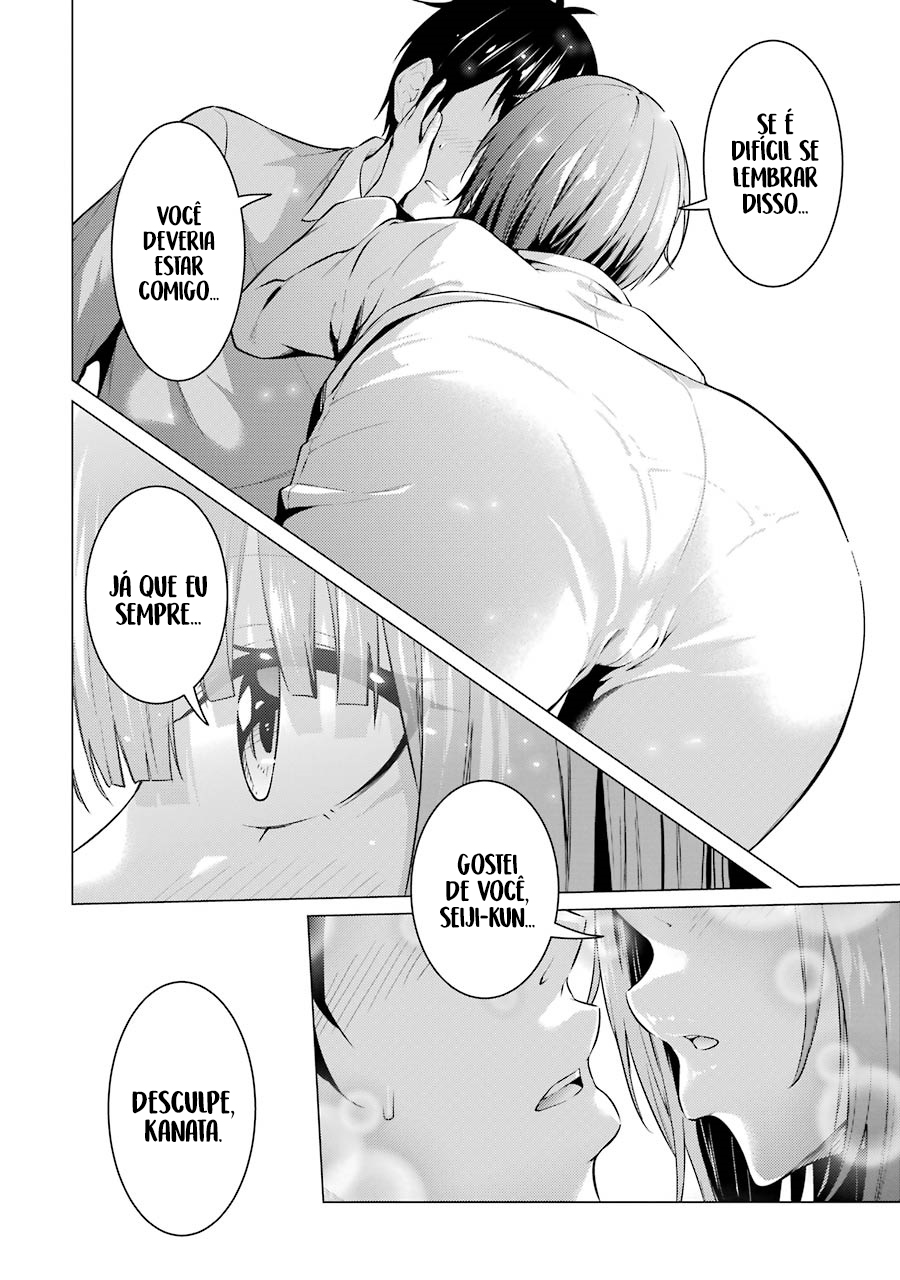 SE É
DIFÍCIL SE
LEMBRAR
DISSO...
VOCÊ
DEVERIA
ESTAR
COMIGO...
JÁ QUE EU
SEMPRE...
GOSTEI
DE VOCÊ,
SEIJI-KUN...
DESCULPE,
KANATA.